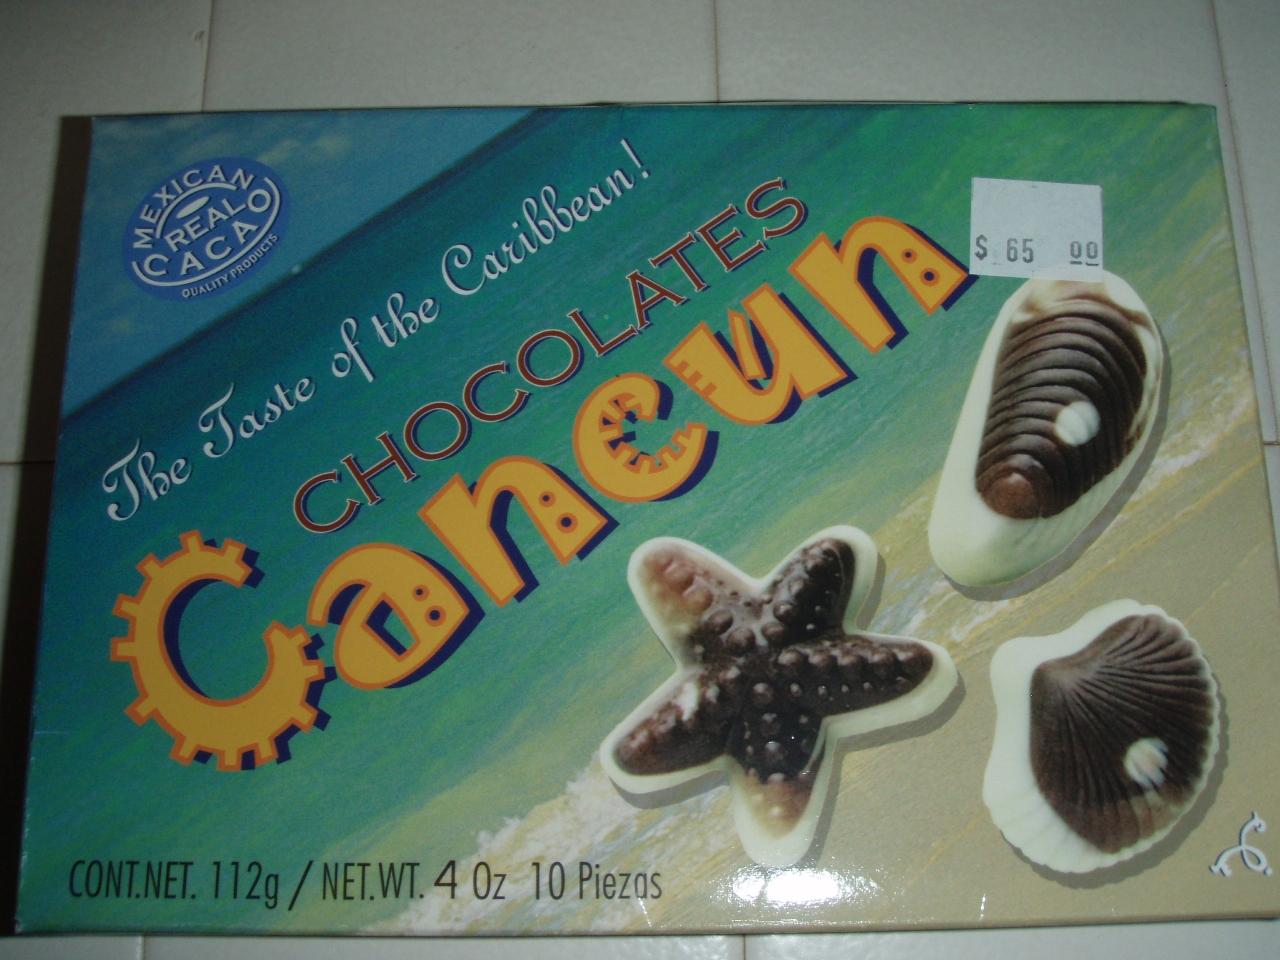 MEXICAN
REAL
CACAO
QUALITY PRODUCTS
The Taste of the Caribbean!
CHOCOLATES
Cancun
$ 65 00
CONT.NET. 112g / NET.WT. 4 Oz 10 Piezas